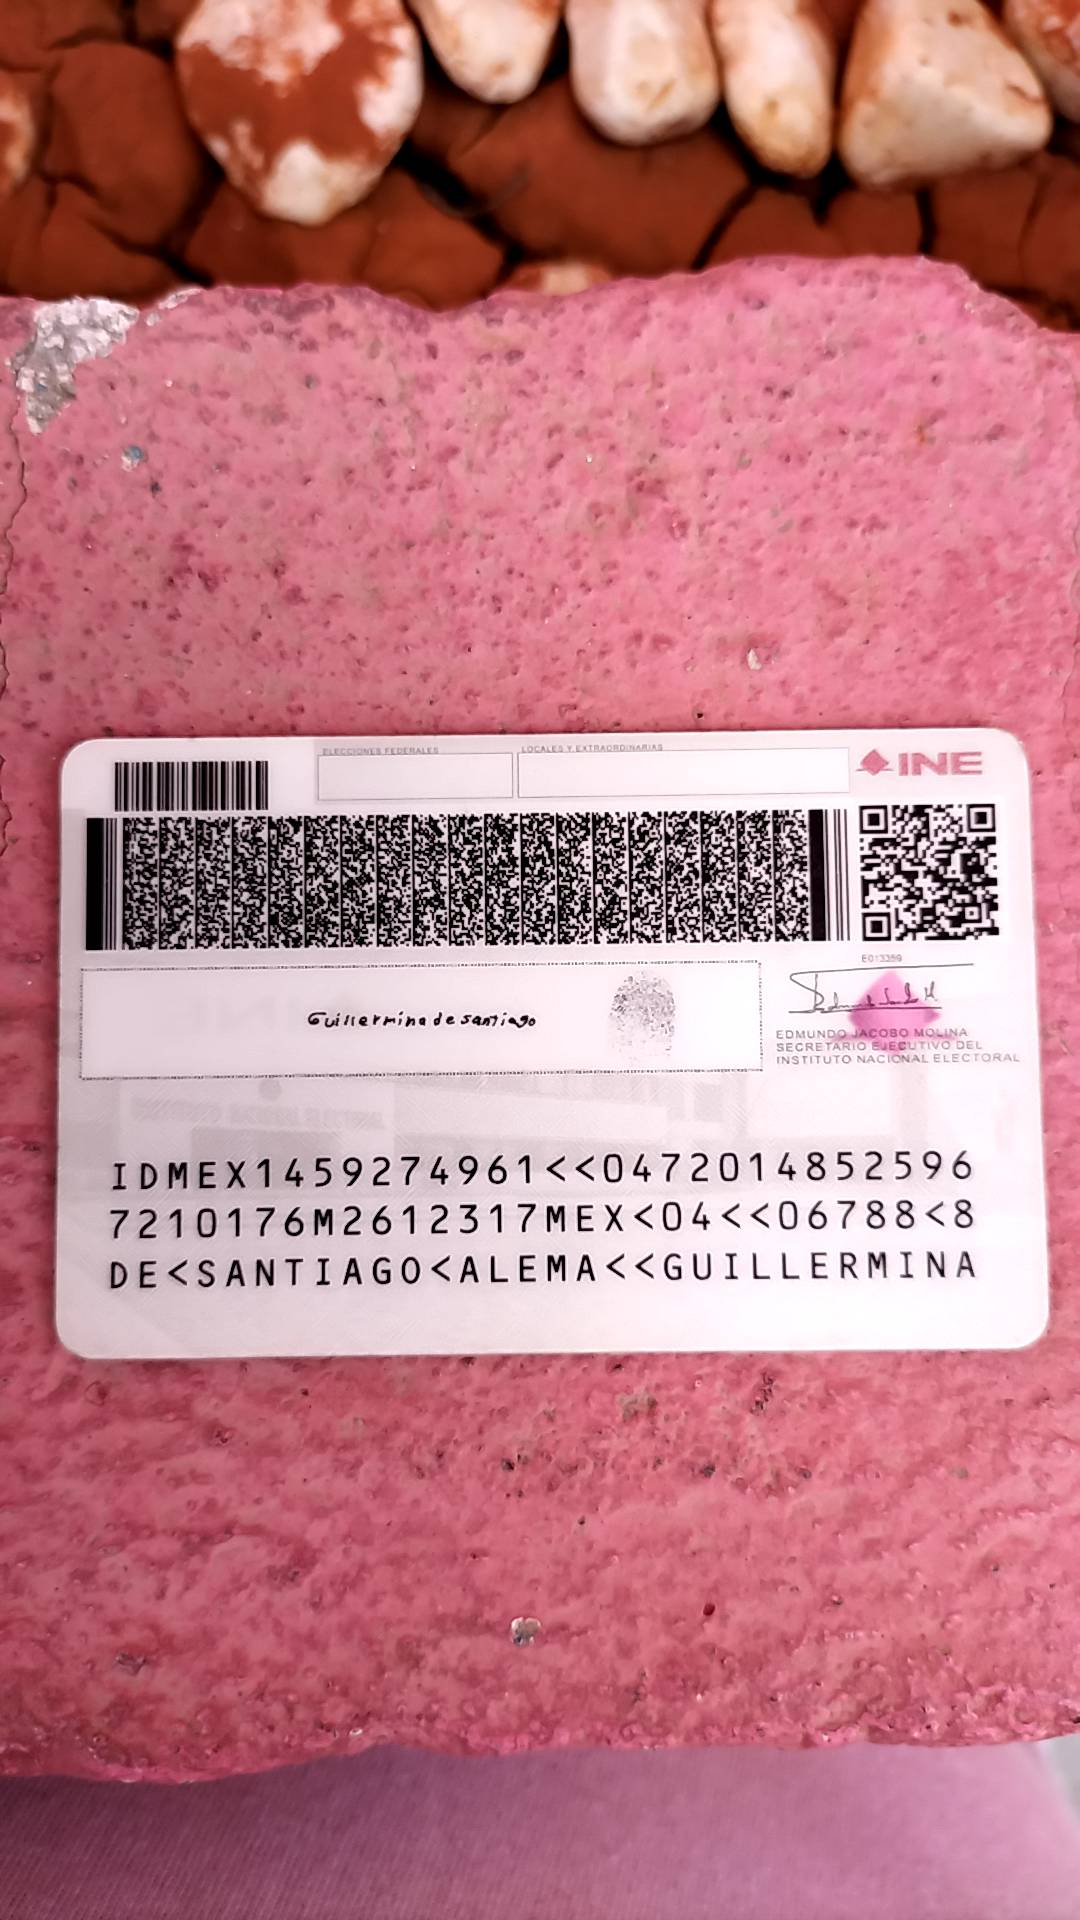 ELECCIONES FEDERALES
LOCALES Y EXTRAORDINARIAS
INE
E013359
Guillermina de santiago
EDMUNDO JACOBO MOLINA
SECRETARIO EJECUTIVO DEL
INSTITUTO NACIONAL ELECTORAL
IDMEX1459274961<<0472014852596
7210176M2612317MEX<04<<06788<8
DE<SANTIAGO<ALEMA<<GUILLERMINA